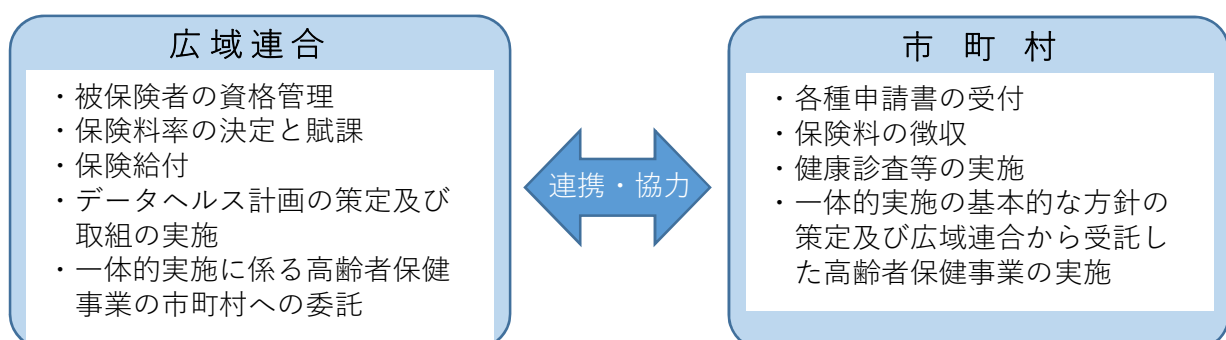 広域連合
・被保険者の資格管理
・保険料率の決定と賦課
・保険給付
・データヘルス計画の策定及び
取組の実施
・一体的実施に係る高齢者保健
事業の市町村への委託
連携・協力
市町村
・各種申請書の受付
・保険料の徴収
・健康診査等の実施
・一体的実施の基本的な方針の
策定及び広域連合から受託し
た高齢者保健事業の実施